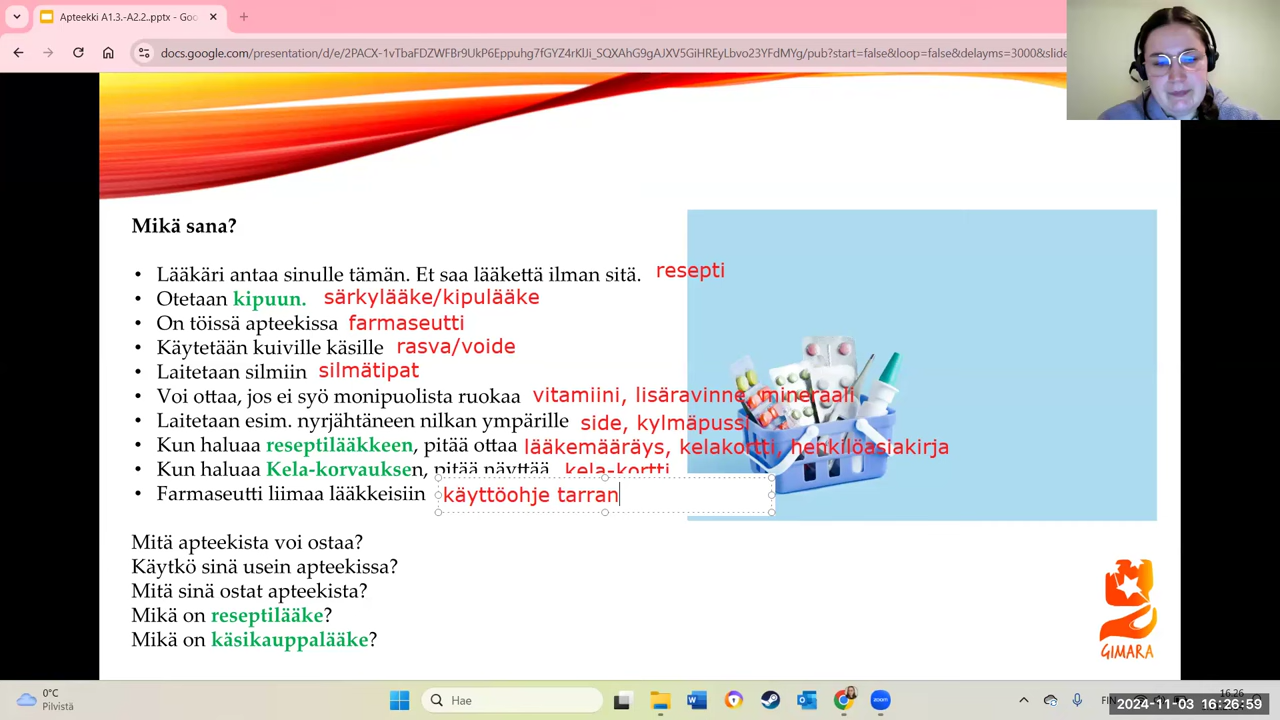 Apteekki A1.3.-A2.2..pptx - Goo
docs.google.com/presentation/d/e/2PACX-1vTbaFDZWFBr9UkP6Eppuhg7fGYZ4rKlJi_SQXAhG9gAJXV5GiHREyLbvo23YFdMYg/pub?start=false&loop=false&delayms=3000&slid
Mikä sana?
• Lääkäri antaa sinulle tämän. Et saa lääkettä ilman sitä. resepti
• Otetaan kipuun. särkylääke/kipulääke
• On töissä apteekissa farmaseutti
• Käytetään kuiville käsille rasva/voide
• Laitetaan silmiin silmätipat
• Voi ottaa, jos ei syö monipuolista ruokaa vitamiini, lisäravinne, mineraali
• Laitetaan esim. nyrjähtäneen nilkan ympärille side, kylmäpussi
• Kun haluaa reseptilääkkeen, pitää ottaa lääkemääräys, kelakortti, henkilöasiakirja
• Kun haluaa Kela-korvauksen, pitää näyttää kela-kortti
• Farmaseutti liimaa lääkkeisiin käyttöohje tarran
Mitä apteekista voi ostaa?
Käytkö sinä usein apteekissa?
Mitä sinä ostat apteekista?
Mikä on reseptilääke?
Mikä on käsikauppalääke?
GIMARA
0°C
Pilvistä
Hae
FIN
16.26
2024-11-03 16:26:59